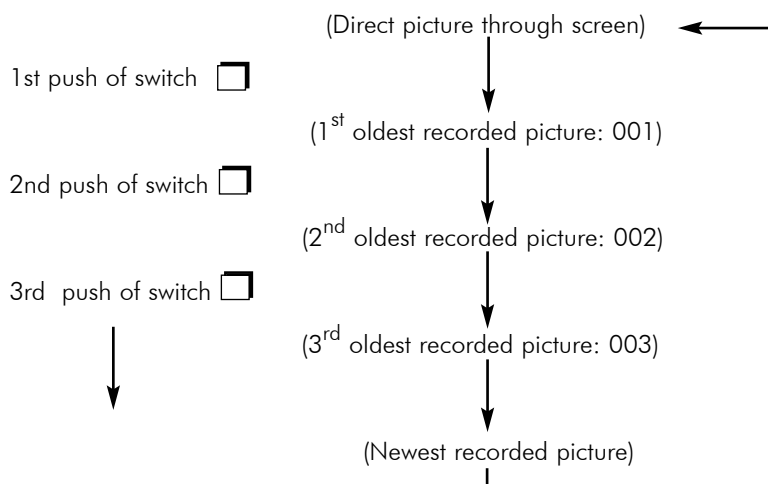 (Direct picture through screen)
1st push of switch
(1st oldest recorded picture: 001)
2nd push of switch
(2nd oldest recorded picture: 002)
3rd push of switch
(3rd oldest recorded picture: 003)
(Newest recorded picture)